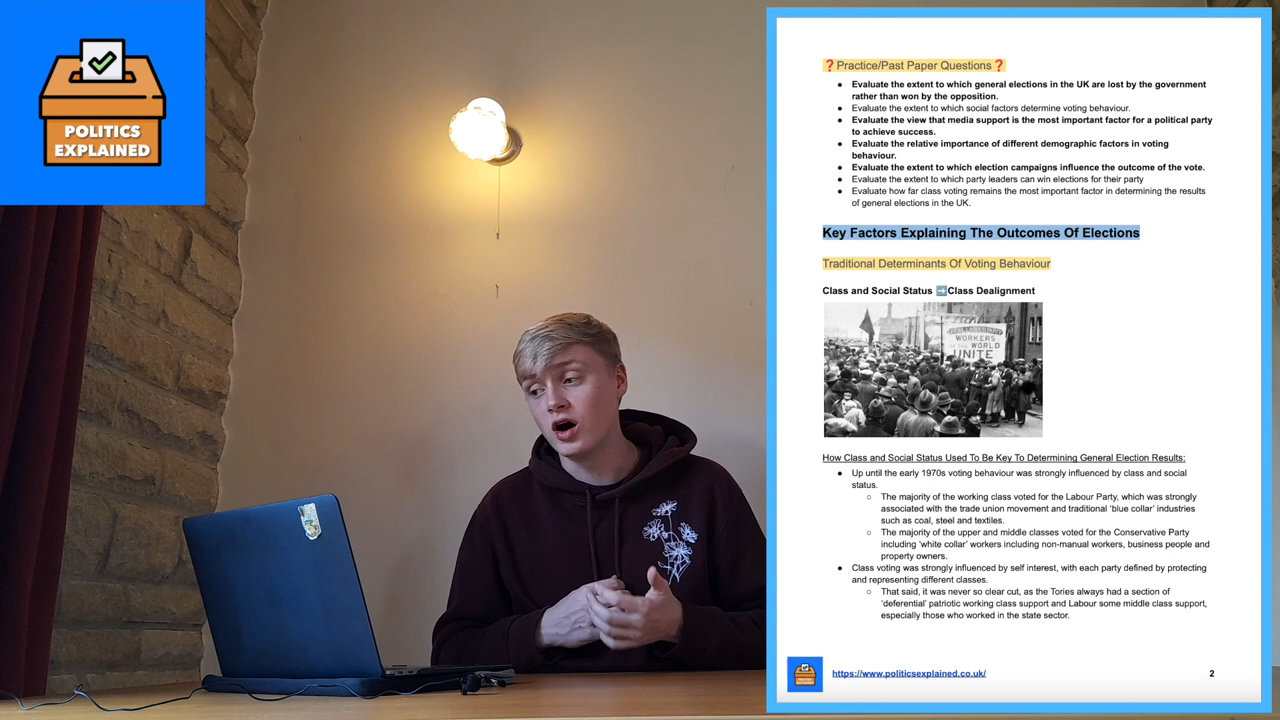 POLITICS
EXPLAINED
❓Practice/Past Paper Questions❓
● Evaluate the extent to which general elections in the UK are lost by the government
rather than won by the opposition.
● Evaluate the extent to which social factors determine voting behaviour.
● Evaluate the view that media support is the most important factor for a political party
to achieve success.
● Evaluate the relative importance of different demographic factors in voting
behaviour.
● Evaluate the extent to which election campaigns influence the outcome of the vote.
● Evaluate the extent to which party leaders can win elections for their party
● Evaluate how far class voting remains the most important factor in determining the results
of general elections in the UK.
Key Factors Explaining The Outcomes Of Elections
Traditional Determinants Of Voting Behaviour
Class and Social Status ➡️Class Dealignment
WORKERS
OF THE WORLD
UNITE
How Class and Social Status Used To Be Key To Determining General Election Results:
● Up until the early 1970s voting behaviour was strongly influenced by class and social
status.
○ The majority of the working class voted for the Labour Party, which was strongly
associated with the trade union movement and traditional ‘blue collar’ industries
such as coal, steel and textiles.
○ The majority of the upper and middle classes voted for the Conservative Party
including ‘white collar’ workers including non-manual workers, business people and
property owners.
● Class voting was strongly influenced by self interest, with each party defined by protecting
and representing different classes.
○ That said, it was never so clear cut, as the Tories always had a section of
‘deferential’ patriotic working class support and Labour some middle class support,
especially those who worked in the state sector.
POLITICS
EXPLAINED
https://www.politicsexplained.co.uk/
2